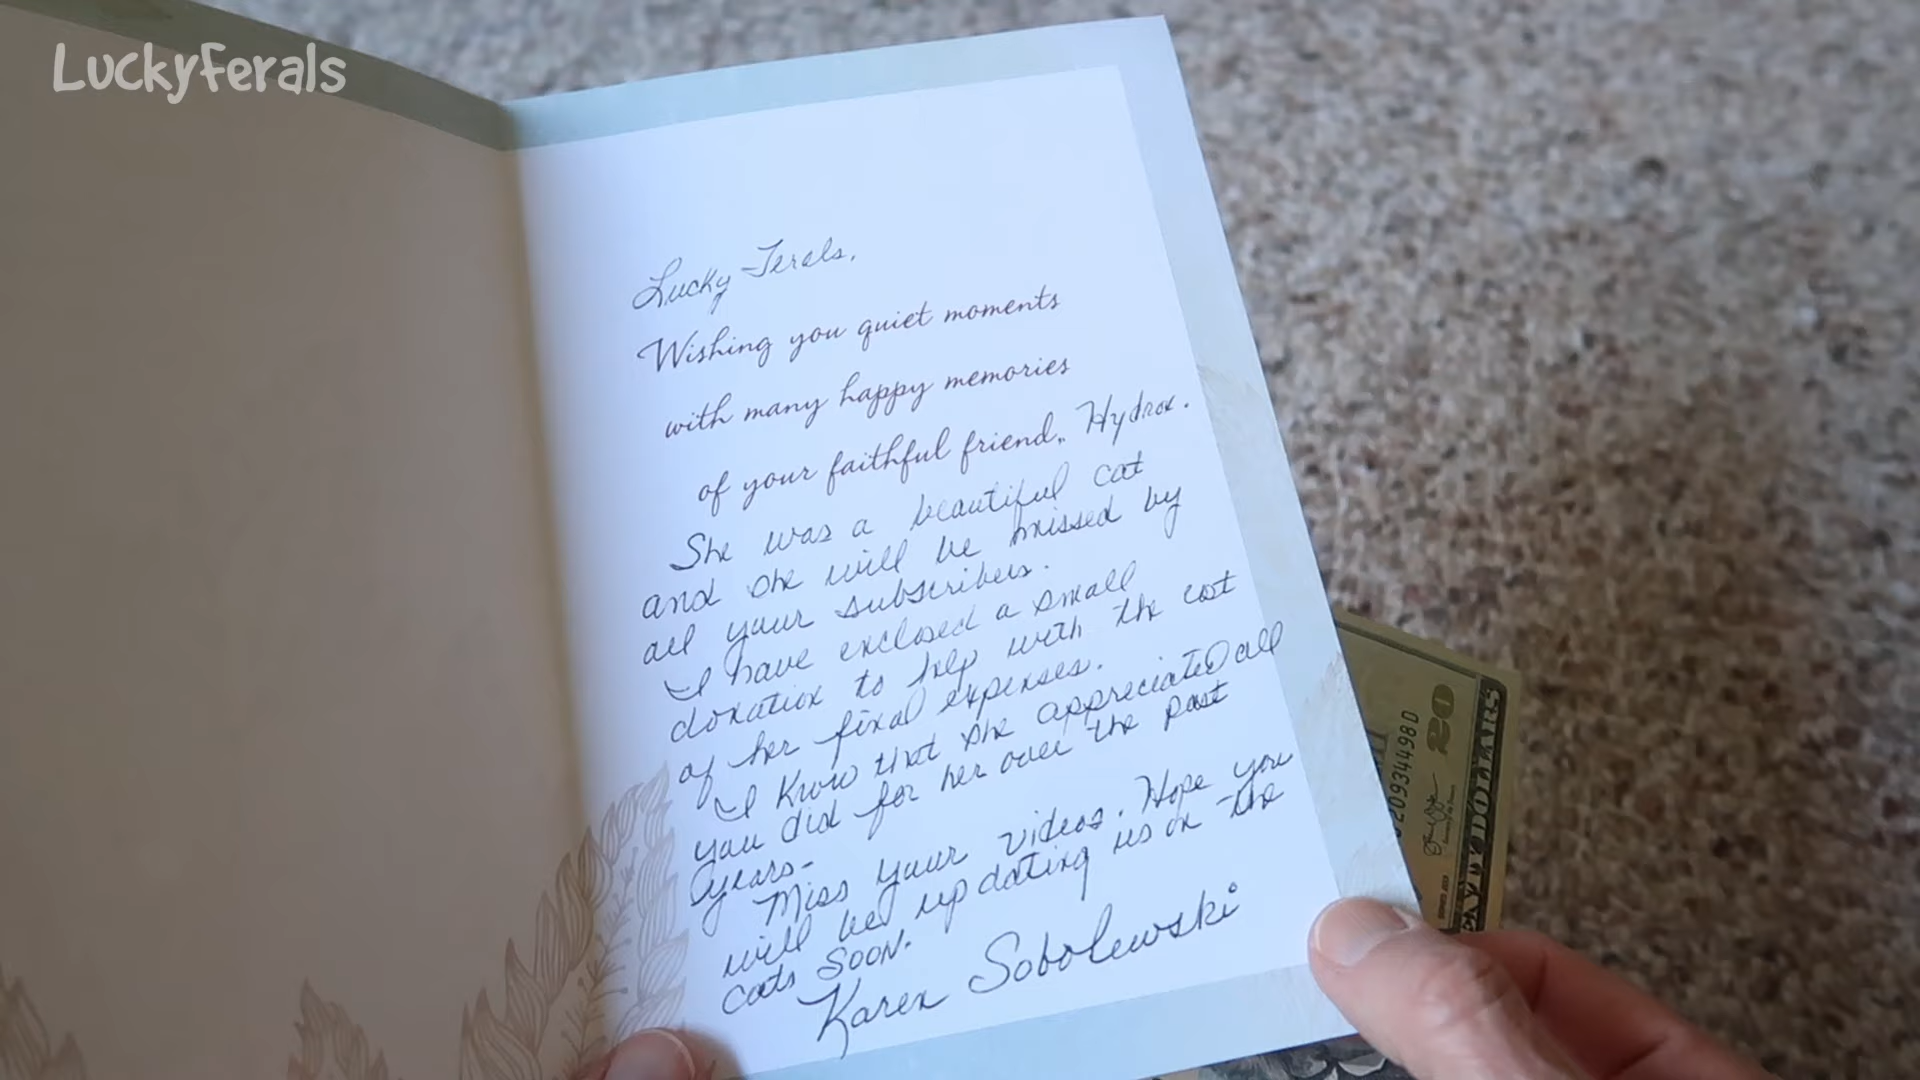 LuckyFerals
Lucky Ferals,
Wishing you quiet moments
with many happy memories
of your faithful friend, Hydrox.
She was a beautiful cat
and she will be missed by
all your subscribers.
I have enclosed a small
donation to help with the cost
of her final expenses.
I know that she appreciated all
you did for her over the past
years-
Miss your videos. Hope you
will be updating us on the
cats soon.
Karen Sobolewski
20
20934498D
TWENTY DOLLARS